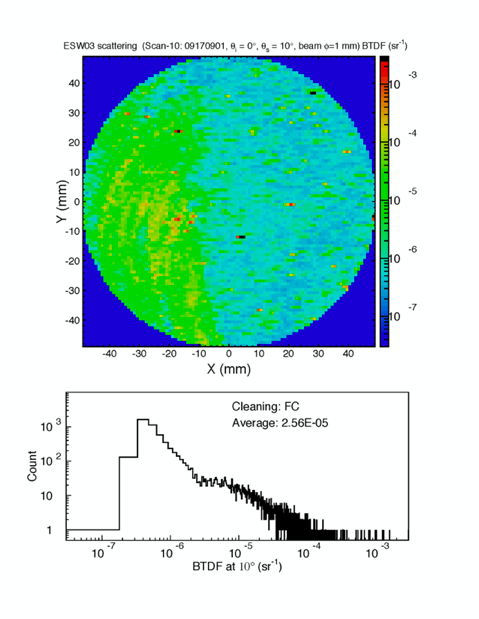 ESW03 scattering (Scan-10: 09170901, θi = 0°, θs = 10°, beam ϕ=1 mm) BTDF (sr⁻¹)
40
30
20
10
0
-10
-20
-30
-40
Y (mm)
-40 -30 -20 -10 0 10 20 30 40
X (mm)
10⁻³
10⁻⁴
10⁻⁵
10⁻⁶
10⁻⁷
Cleaning: FC
Average: 2.56E-05
10³
10²
10
1
Count
10⁻⁷ 10⁻⁶ 10⁻⁵ 10⁻⁴ 10⁻³
BTDF at 10° (sr⁻¹)